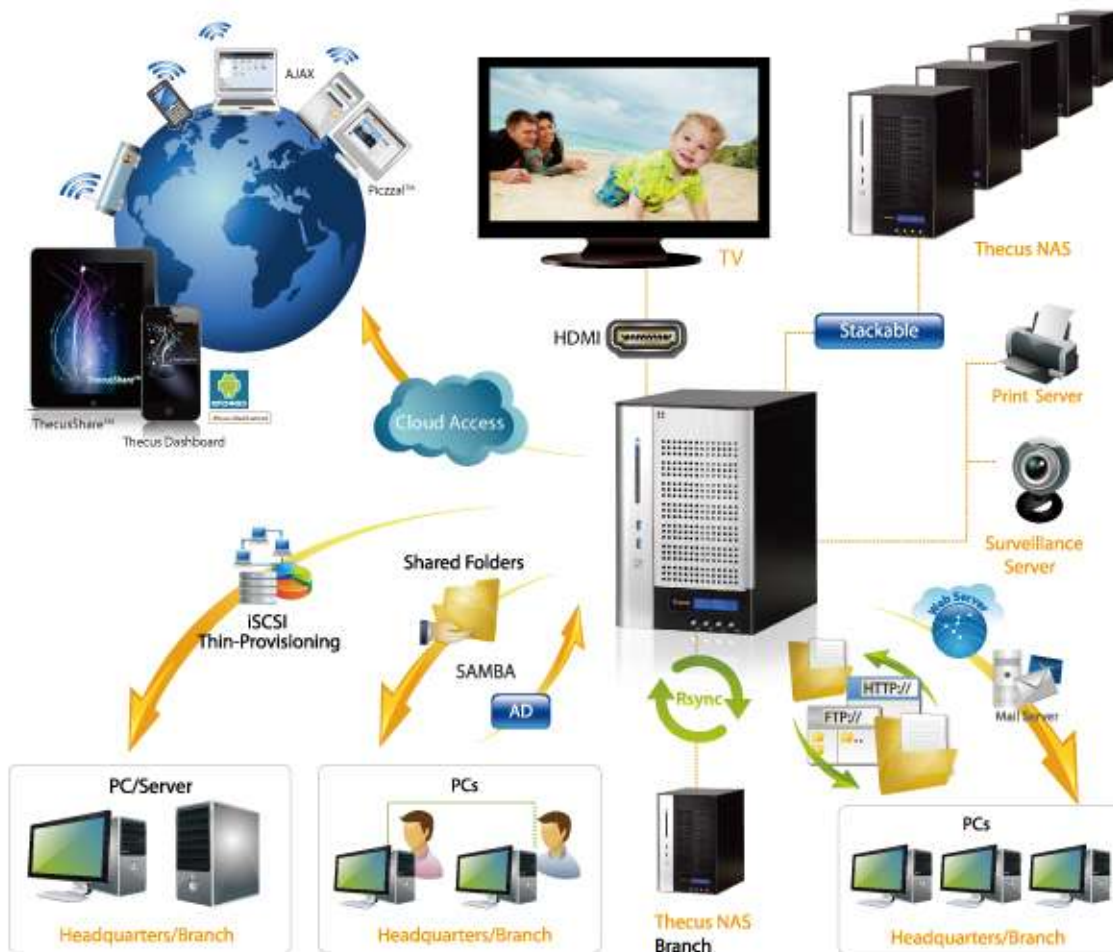 AJAX
Piczza!™
TV
Thecus NAS
HDMI
Stackable
Print Server
ThecusShare™
ThecusShare™
Thecus Dashboard
Cloud Access
Surveillance
Server
Shared Folders
iSCSI
Thin-Provisioning
SAMBA
AD
Rsync
Web Server
HTTP://
FTP://
Mail Server
PC/Server
PCs
PCs
Headquarters/Branch
Headquarters/Branch
Thecus NAS
Branch
Headquarters/Branch